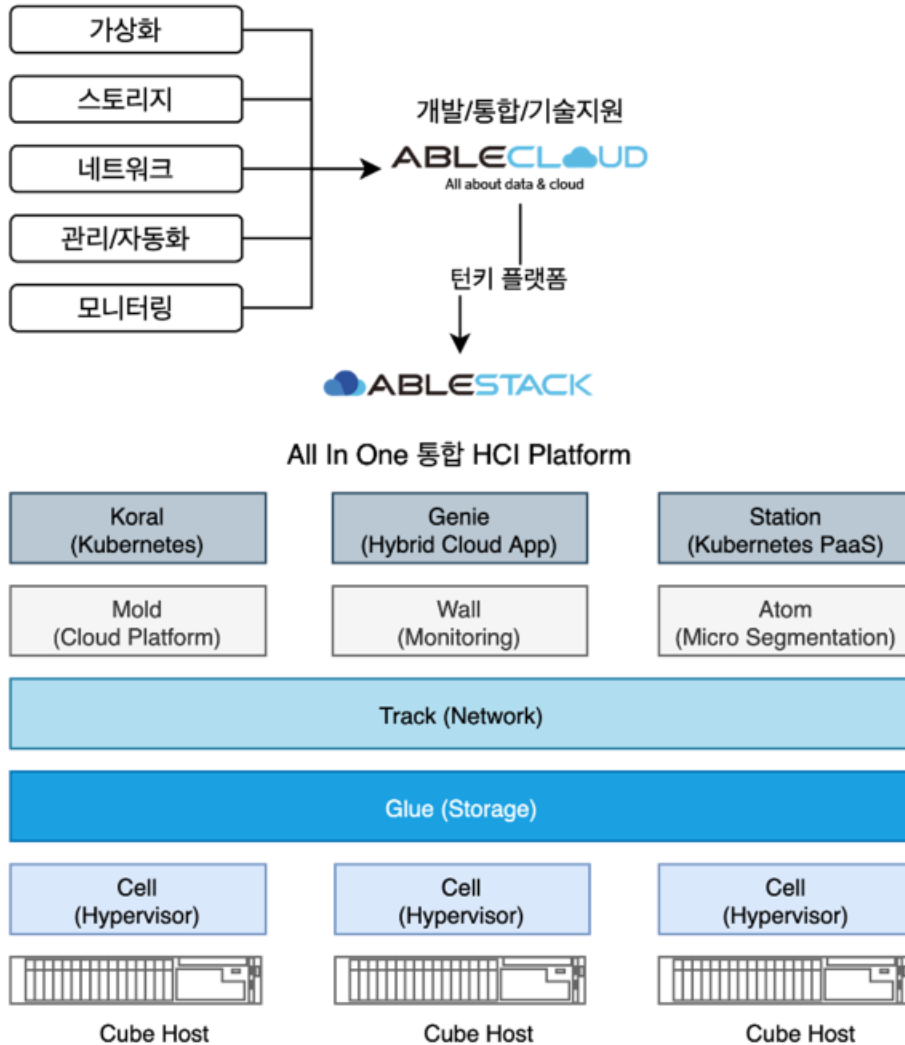 가상화
스토리지
네트워크
관리/자동화
모니터링
개발/통합/기술지원
ABLECLOUD
All about data & cloud
턴키 플랫폼
ABLESTACK
All In One 통합 HCI Platform
Koral
(Kubernetes)
Genie
(Hybrid Cloud App)
Station
(Kubernetes PaaS)
Mold
(Cloud Platform)
Wall
(Monitoring)
Atom
(Micro Segmentation)
Track (Network)
Glue (Storage)
Cell
(Hypervisor)
Cell
(Hypervisor)
Cell
(Hypervisor)
Cube Host
Cube Host
Cube Host